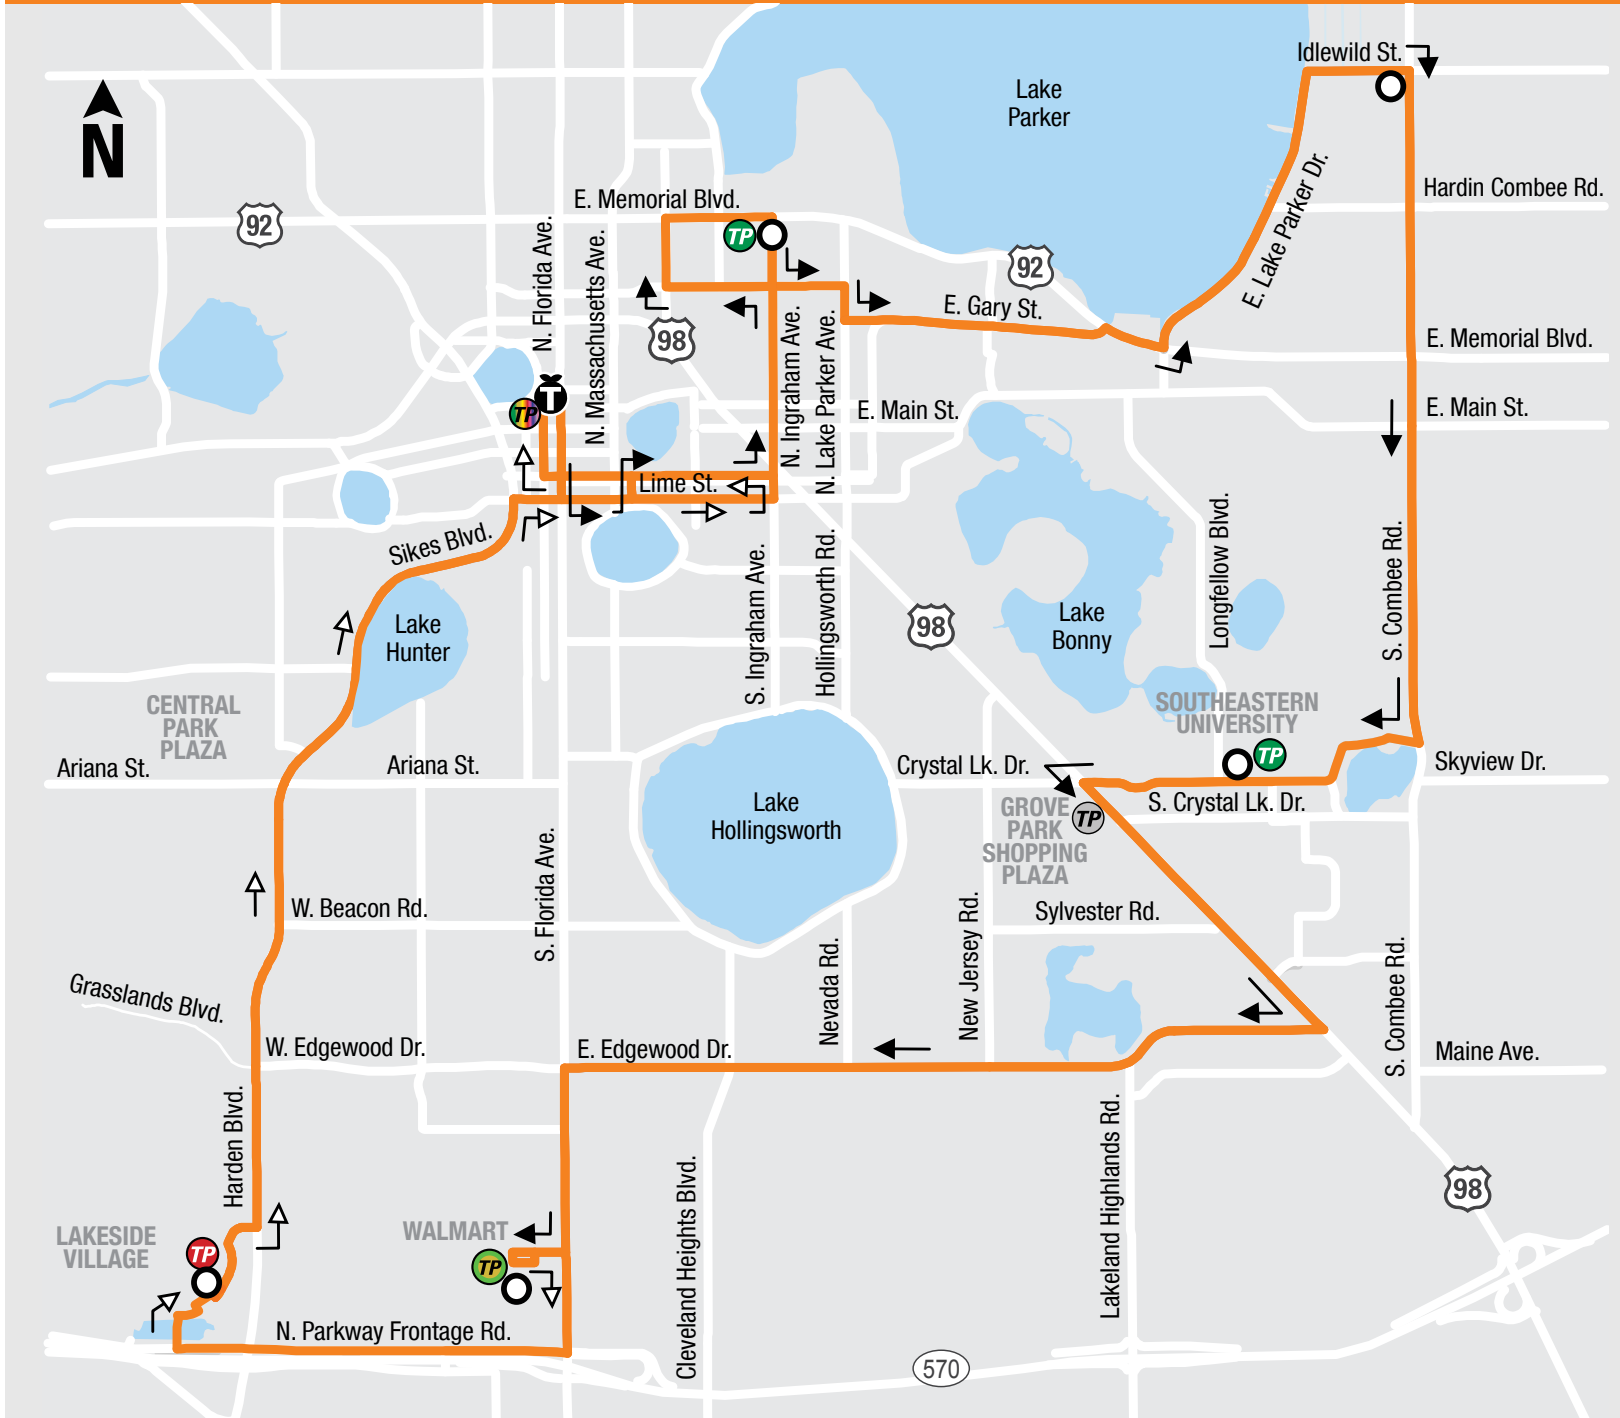 Idlewild St.
Lake
Parker
N
Hardin Combee Rd.
E. Memorial Blvd.
92
TP
E. Lake Parker Dr.
N. Florida Ave.
N. Massachusetts Ave.
92
E. Gary St.
98
N. Ingraham Ave.
N. Lake Parker Ave.
E. Memorial Blvd.
T
TP
E. Main St.
E. Main St.
Lime St.
Sikes Blvd.
Longfellow Blvd.
S. Combee Rd.
S. Ingraham Ave.
Hollingsworth Rd.
Lake
Hunter
98
Lake
Bonny
CENTRAL
PARK
PLAZA
SOUTHEASTERN
UNIVERSITY
TP
Ariana St.
Ariana St.
Crystal Lk. Dr.
Skyview Dr.
Lake
Hollingsworth
S. Crystal Lk. Dr.
GROVE
PARK
SHOPPING
PLAZA
TP
S. Florida Ave.
W. Beacon Rd.
Sylvester Rd.
Nevada Rd.
New Jersey Rd.
S. Combee Rd.
Grasslands Blvd.
W. Edgewood Dr.
E. Edgewood Dr.
Maine Ave.
Harden Blvd.
Cleveland Heights Blvd.
Lakeland Highlands Rd.
98
LAKESIDE
VILLAGE
TP
WALMART
TP
N. Parkway Frontage Rd.
570